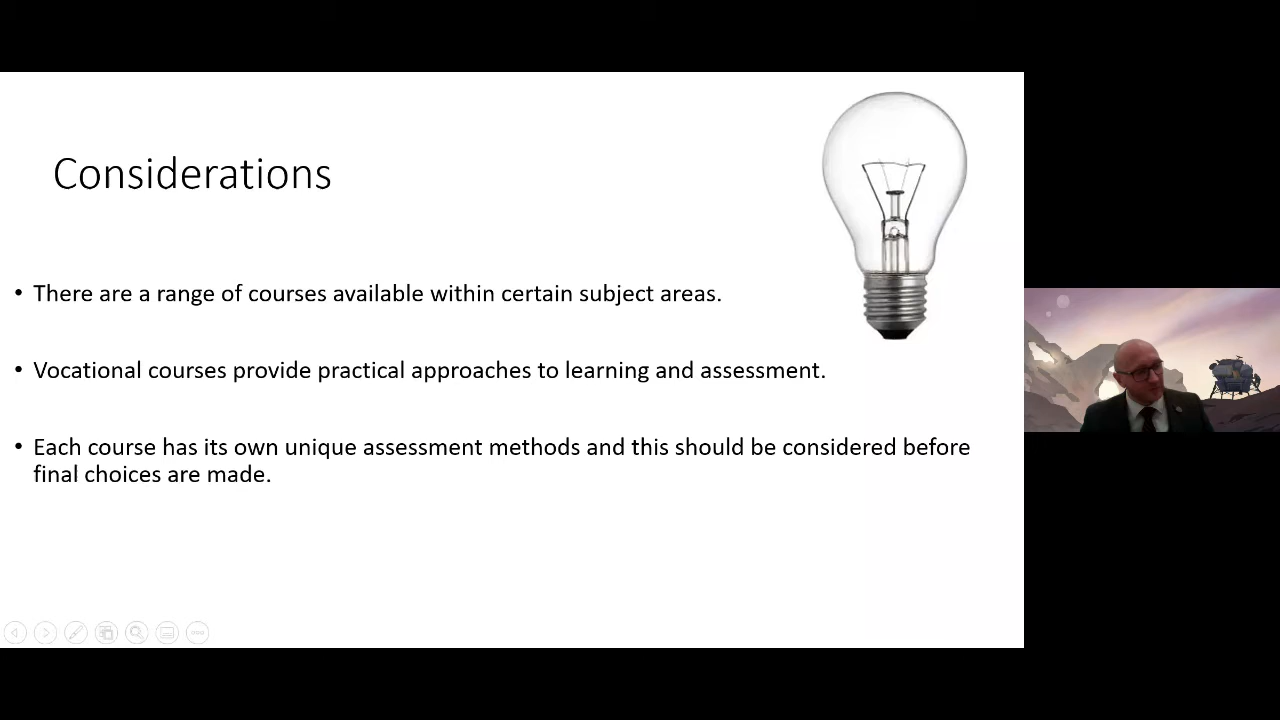 Considerations
• There are a range of courses available within certain subject areas.
• Vocational courses provide practical approaches to learning and assessment.
• Each course has its own unique assessment methods and this should be considered before
final choices are made.